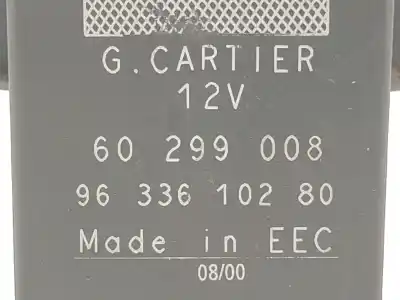 G. CARTIER
12V
60 299 008
96 336 102 80
Made in EEC
08/00